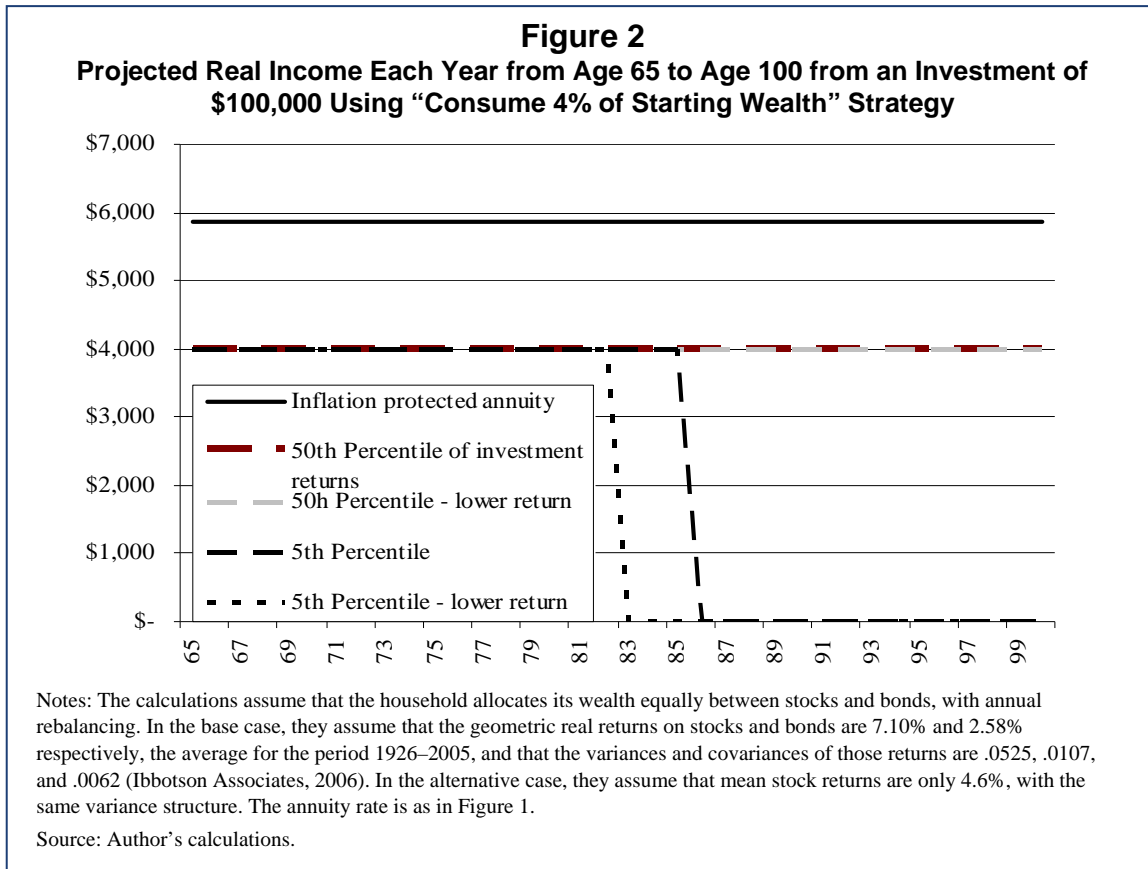 Figure 2
Projected Real Income Each Year from Age 65 to Age 100 from an Investment of
$100,000 Using “Consume 4% of Starting Wealth” Strategy
$7,000
$6,000
$5,000
$4,000
$3,000
$2,000
$1,000
$-
Inflation protected annuity
50th Percentile of investment
returns
50h Percentile - lower return
5th Percentile
5th Percentile - lower return
65
67
69
71
73
75
77
79
81
83
85
87
89
91
93
95
97
99
Notes: The calculations assume that the household allocates its wealth equally between stocks and bonds, with annual
rebalancing. In the base case, they assume that the geometric real returns on stocks and bonds are 7.10% and 2.58%
respectively, the average for the period 1926–2005, and that the variances and covariances of those returns are .0525, .0107,
and .0062 (Ibbotson Associates, 2006). In the alternative case, they assume that mean stock returns are only 4.6%, with the
same variance structure. The annuity rate is as in Figure 1.
Source: Author’s calculations.